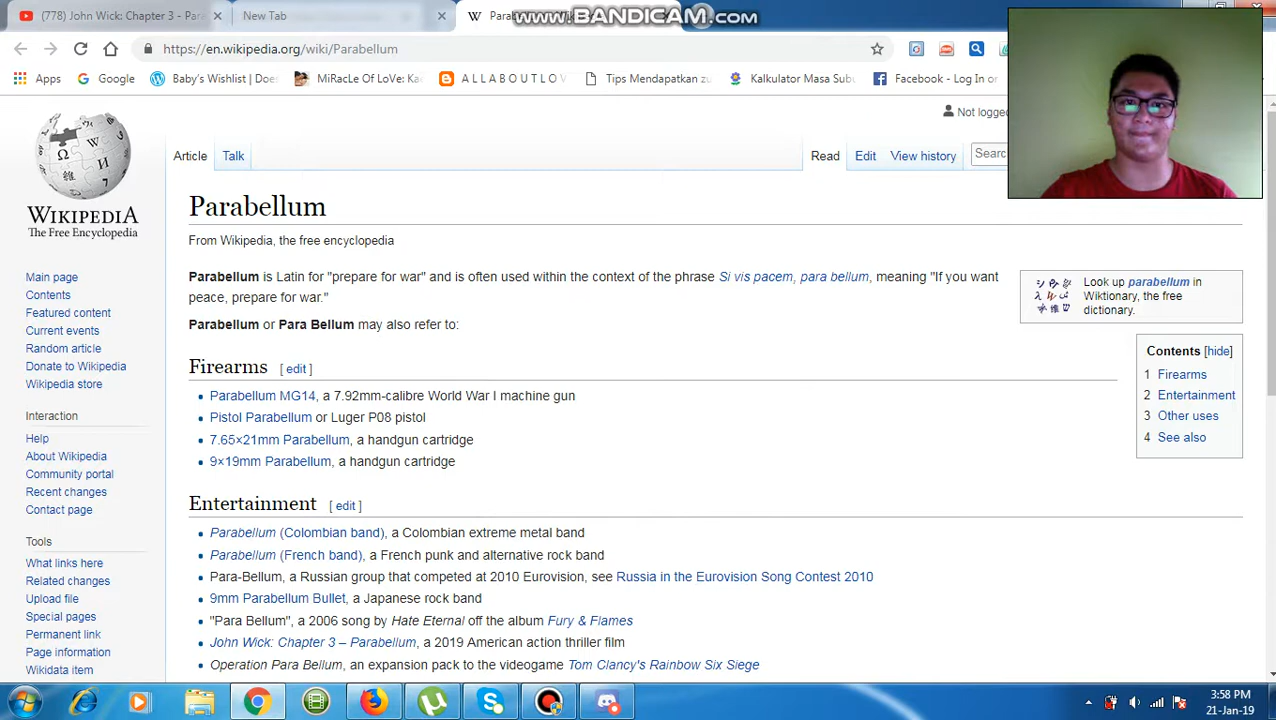 (778) John Wick: Chapter 3 - Para
New Tab
Para
www.BANDICAM.com
https://en.wikipedia.org/wiki/Parabellum
Apps
Google
Baby's Wishlist | Does
MiRacLe Of LoVe: Ka
A L L A B O U T L O V
Tips Mendapatkan
Kalkulator Masa Sub
Facebook - Log In or
Not logged
Article
Talk
Read
Edit
View history
Searc
WIKIPEDIA
The Free Encyclopedia
Main page
Contents
Featured content
Current events
Random article
Donate to Wikipedia
Wikipedia store
Interaction
Help
About Wikipedia
Community portal
Recent changes
Contact page
Tools
What links here
Related changes
Upload file
Special pages
Permanent link
Page information
Wikidata item
Parabellum
From Wikipedia, the free encyclopedia
Parabellum is Latin for "prepare for war" and is often used within the context of the phrase Si vis pacem, para bellum, meaning "If you want
peace, prepare for war."
Parabellum or Para Bellum may also refer to:
Look up parabellum in
Wiktionary, the free
dictionary.
Contents [hide]
1 Firearms
2 Entertainment
3 Other uses
4 See also
Firearms [ edit ]
Parabellum MG14, a 7.92mm-calibre World War I machine gun
Pistol Parabellum or Luger P08 pistol
7.65×21mm Parabellum, a handgun cartridge
9×19mm Parabellum, a handgun cartridge
Entertainment [ edit ]
Parabellum (Colombian band), a Colombian extreme metal band
Parabellum (French band), a French punk and alternative rock band
Para-Bellum, a Russian group that competed at 2010 Eurovision, see Russia in the Eurovision Song Contest 2010
9mm Parabellum Bullet, a Japanese rock band
"Para Bellum", a 2006 song by Hate Eternal off the album Fury & Flames
John Wick: Chapter 3 – Parabellum, a 2019 American action thriller film
Operation Para Bellum, an expansion pack to the videogame Tom Clancy's Rainbow Six Siege
3:58 PM
21-Jan-19